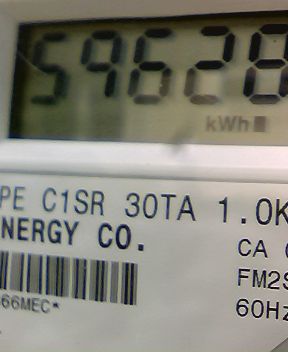 59628
kWh
PE C1SR 30TA 1.0K
NERGY CO.
CA
FM2S
66MEC*
60Hz